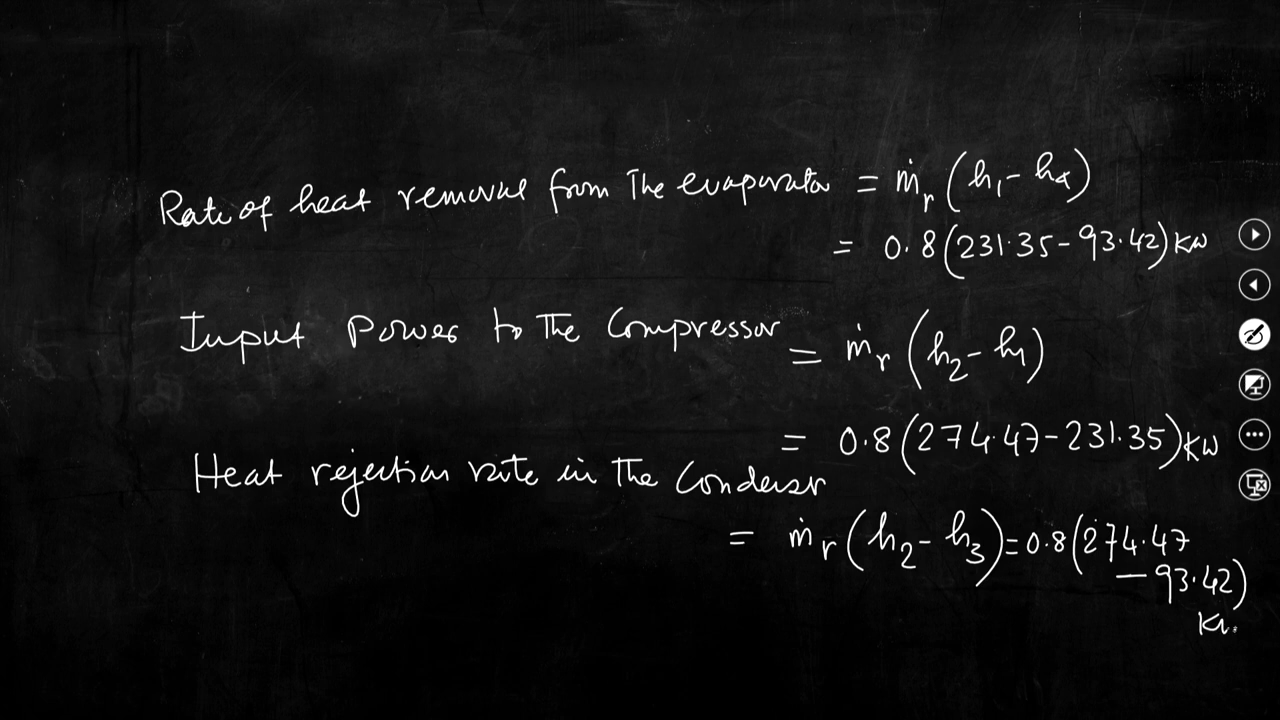 Rate of heat removal from The evaporator = ṁr (h1 - h4)
= 0.8 (231.35 - 93.42) KW
Input Power to The Compressor = ṁr (h2 - h1)
= 0.8 (274.47 - 231.35) KW
Heat rejection rate in The
= ṁr (h2 - h3) = 0.8 (274.47
- 93.42)